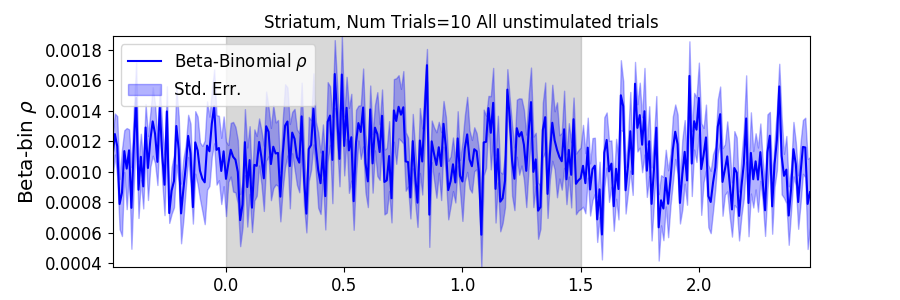 Striatum, Num Trials=10 All unstimulated trials
Beta-bin ρ
0.0018
0.0016
0.0014
0.0012
0.0010
0.0008
0.0006
0.0004
Beta-Binomial ρ
Std. Err.
0.0 0.5 1.0 1.5 2.0